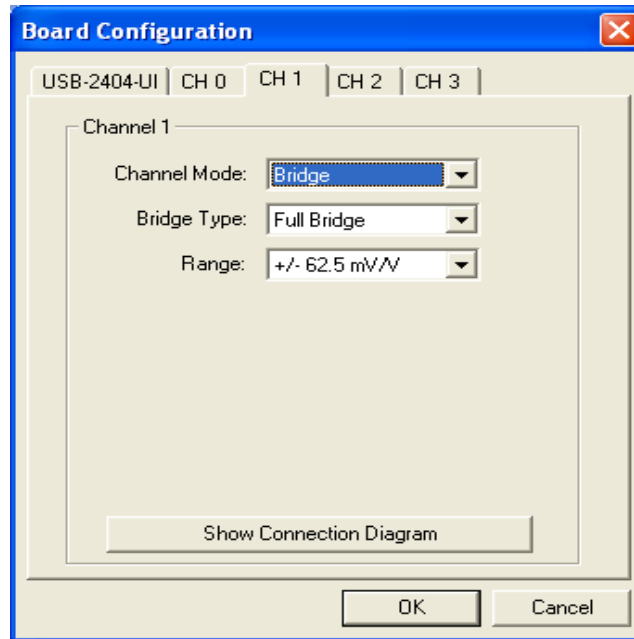 Board Configuration
USB-2404-UI CH 0 CH 1 CH 2 CH 3
Channel 1
Channel Mode: Bridge
Bridge Type: Full Bridge
Range: +/- 62.5 mV/V
Show Connection Diagram
OK Cancel